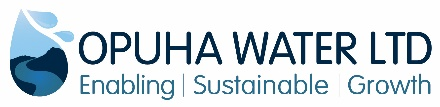 OPUHA WATER LTD
Enabling | Sustainable | Growth